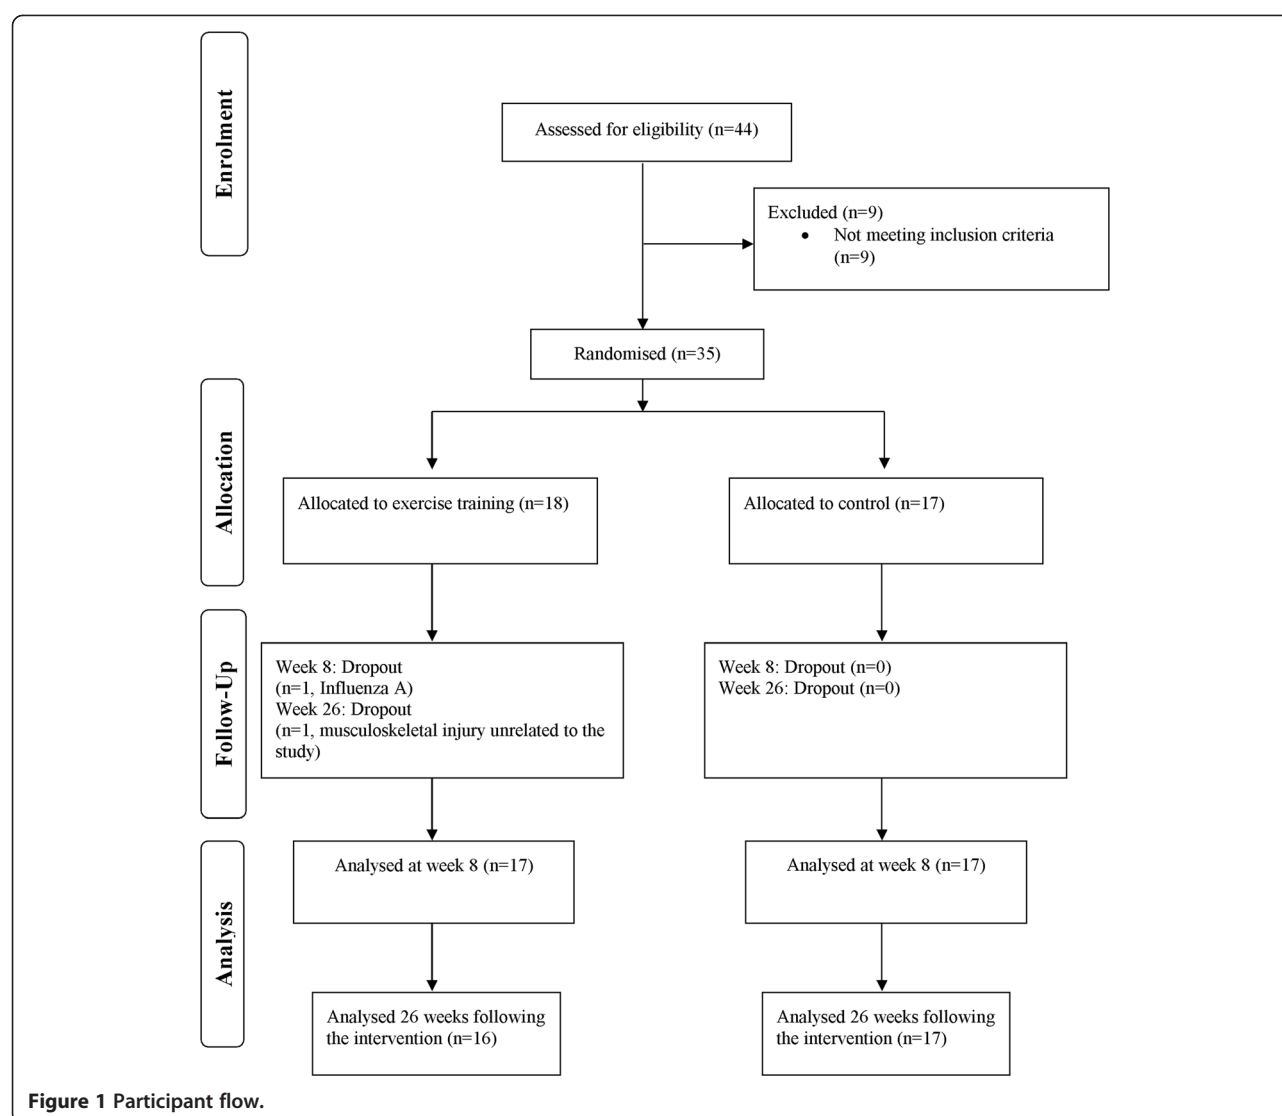 Enrolment
Assessed for eligibility (n=44)
Excluded (n=9)
• Not meeting inclusion criteria
(n=9)
Randomised (n=35)
Allocation
Allocated to exercise training (n=18)
Allocated to control (n=17)
Follow-Up
Week 8: Dropout
(n=1, Influenza A)
Week 26: Dropout
(n=1, musculoskeletal injury unrelated to the
study)
Week 8: Dropout (n=0)
Week 26: Dropout (n=0)
Analysis
Analysed at week 8 (n=17)
Analysed at week 8 (n=17)
Analysed 26 weeks following
the intervention (n=16)
Analysed 26 weeks following
the intervention (n=17)
Figure 1 Participant flow.